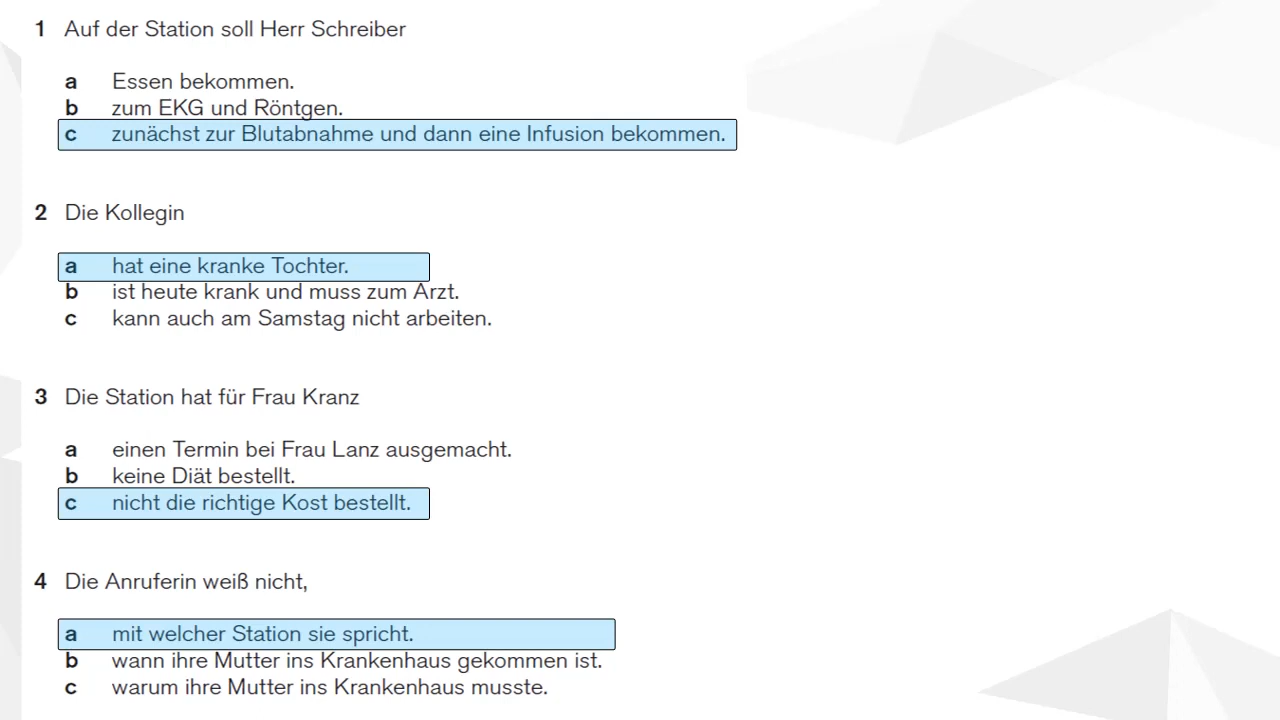 1 Auf der Station soll Herr Schreiber
a Essen bekommen.
b zum EKG und Röntgen.
c zunächst zur Blutabnahme und dann eine Infusion bekommen.
2 Die Kollegin
a hat eine kranke Tochter.
b ist heute krank und muss zum Arzt.
c kann auch am Samstag nicht arbeiten.
3 Die Station hat für Frau Kranz
a einen Termin bei Frau Lanz ausgemacht.
b keine Diät bestellt.
c nicht die richtige Kost bestellt.
4 Die Anruferin weiß nicht,
a mit welcher Station sie spricht.
b wann ihre Mutter ins Krankenhaus gekommen ist.
c warum ihre Mutter ins Krankenhaus musste.